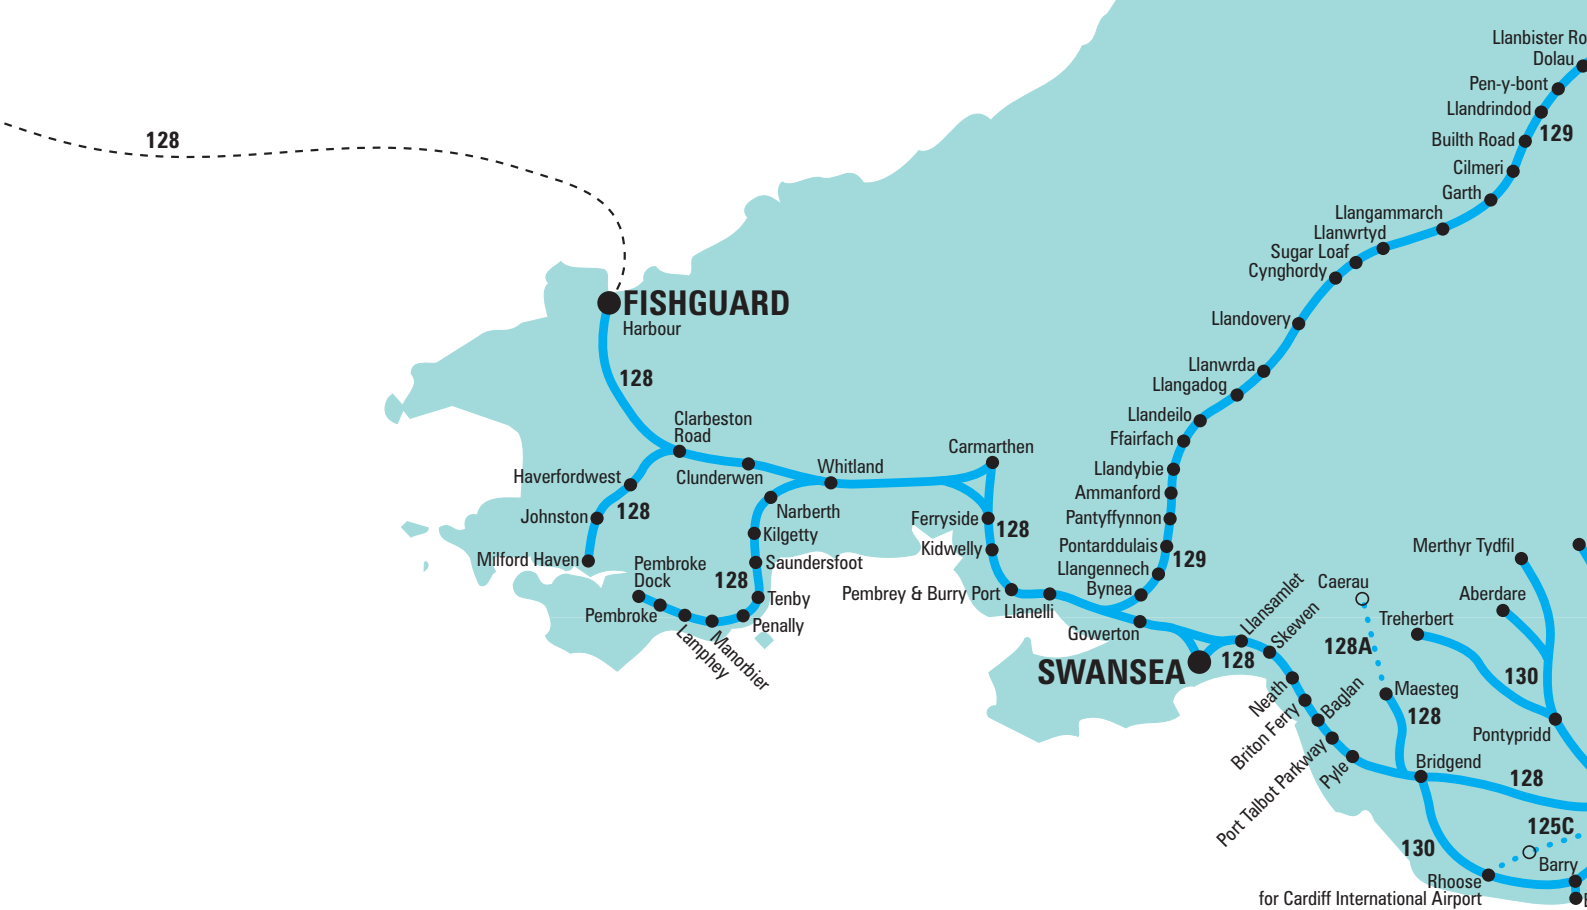 Llanbister Ro
Dolau
Pen-y-bont
Llandrindod
129
Builth Road
Cilmeri
Garth
Llangammarch
Llanwrtyd
Sugar Loaf
Cynghordy
Llandovery
Llanwrda
Llangadog
Llandeilo
Ffairfach
Llandybie
Ammanford
Pantyffynnon
Pontarddulais
129
Llangennech
Bynea
128
FISHGUARD
Harbour
128
Clarbeston
Road
Clunderwen
Whitland
Carmarthen
Haverfordwest
128
Johnston
Milford Haven
Narberth
Kilgetty
Saundersfoot
128
Tenby
Penally
Manorbier
Lamphey
Pembroke
Pembroke
Dock
Ferryside
128
Kidwelly
Pembrey & Burry Port
Llanelli
Gowerton
SWANSEA
128
Llansamlet
Skewen
Neath
Briton Ferry
Baglan
Port Talbot Parkway
Pyle
Caerau
128A
Maesteg
128
Bridgend
128
Merthyr Tydfil
Aberdare
Treherbert
130
Pontypridd
125C
130
Barry
Rhoose
for Cardiff International Airport